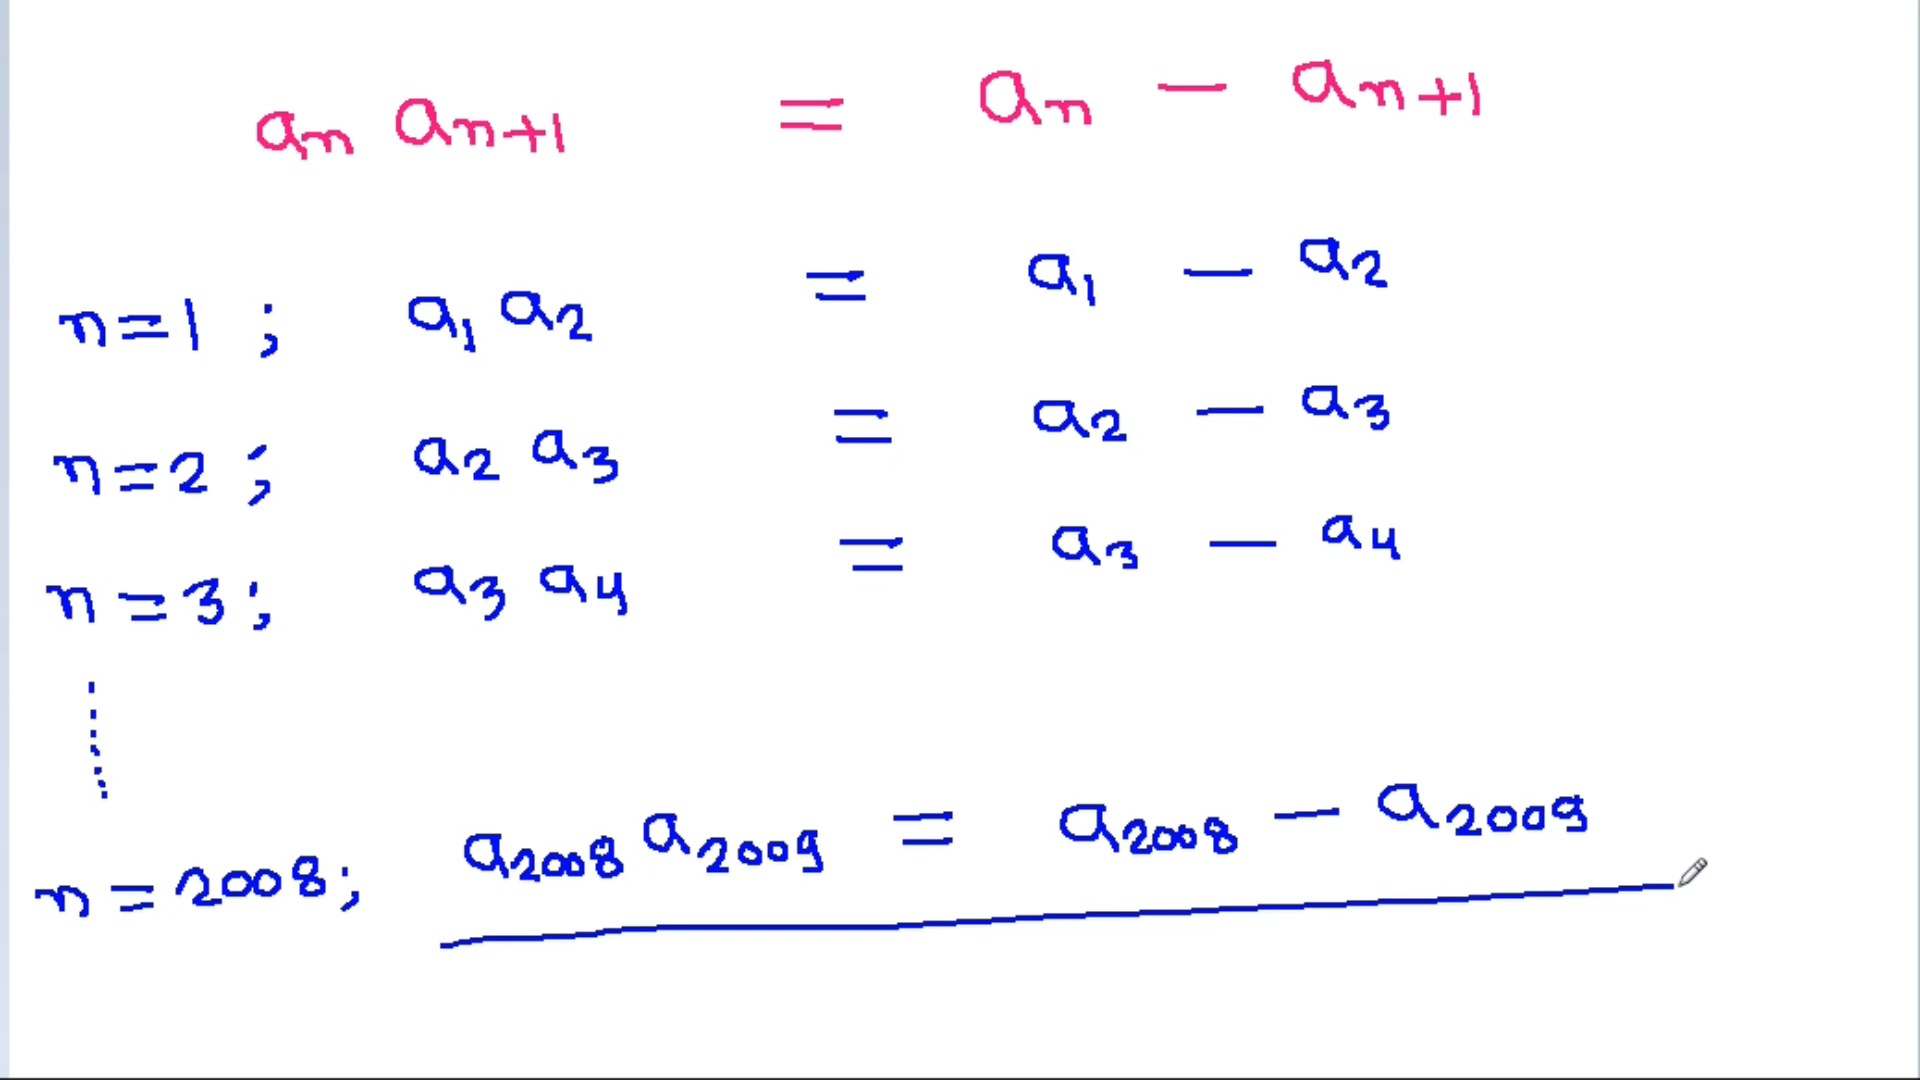 aₙ aₙ₊₁ = aₙ − aₙ₊₁
n=1 ; a₁ a₂ = a₁ − a₂
n=2 ; a₂ a₃ = a₂ − a₃
n=3 ; a₃ a₄ = a₃ − a₄
n=2008; a₂₀₀₈ a₂₀₀₉ = a₂₀₀₈ − a₂₀₀₉